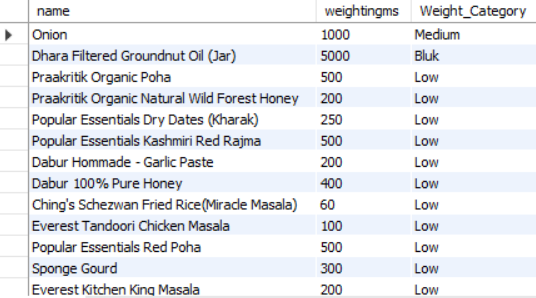 name weightingms Weight_Category
Onion 1000 Medium
Dhara Filtered Groundnut Oil (Jar) 5000 Bluk
Praakritik Organic Poha 500 Low
Praakritik Organic Natural Wild Forest Honey 200 Low
Popular Essentials Dry Dates (Kharak) 250 Low
Popular Essentials Kashmiri Red Rajma 500 Low
Dabur Hommade - Garlic Paste 200 Low
Dabur 100% Pure Honey 400 Low
Ching's Schezwan Fried Rice(Miracle Masala) 60 Low
Everest Tandoori Chicken Masala 100 Low
Popular Essentials Red Poha 500 Low
Sponge Gourd 300 Low
Everest Kitchen King Masala 200 Low